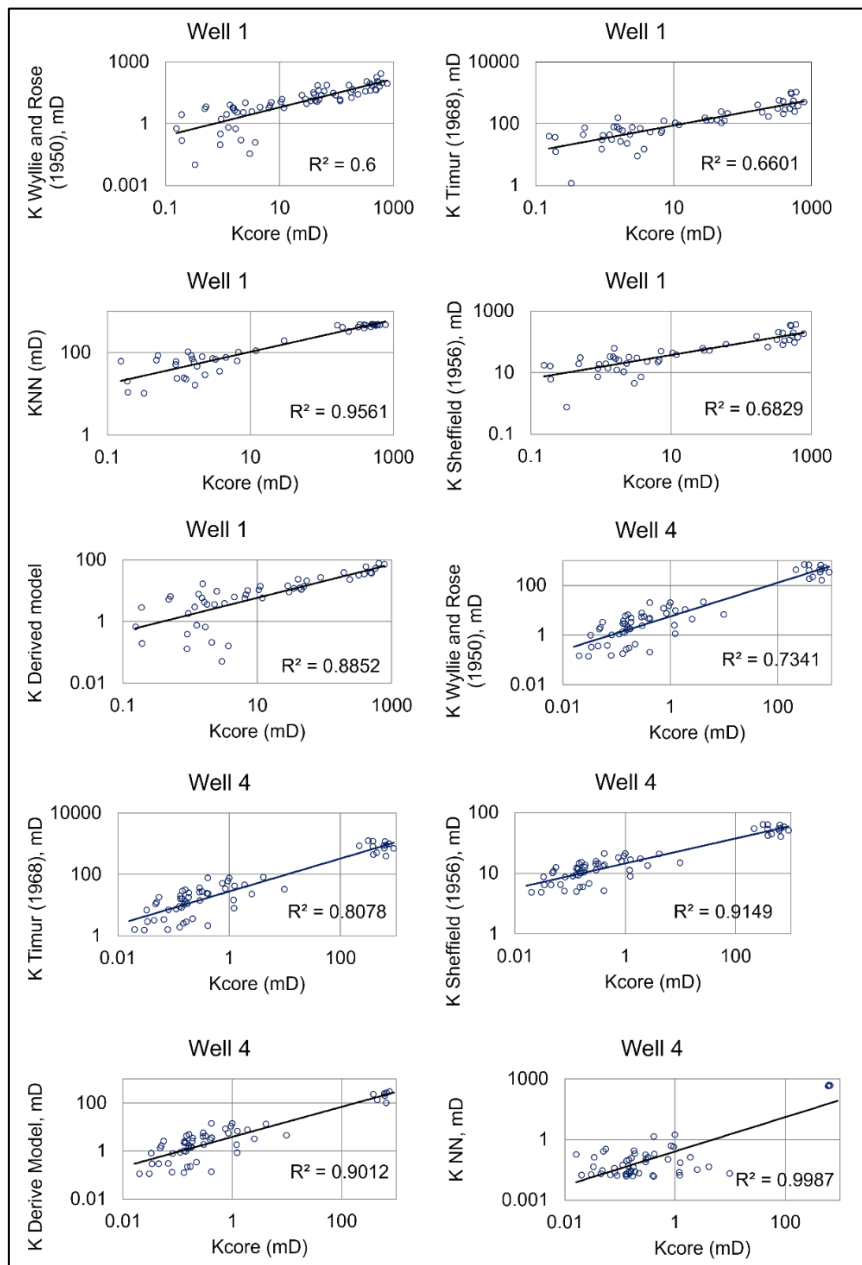 Well 1
K Wyllie and Rose
(1950), mD
1000
1
0.001
R² = 0.6
0.1
10
1000
Kcore (mD)
Well 1
K Timur (1968), mD
10000
100
1
R² = 0.6601
0.1
10
1000
Kcore (mD)
Well 1
KNN (mD)
100
1
R² = 0.9561
0.1
10
1000
Kcore (mD)
Well 1
K Sheffield (1956), mD
1000
10
0.1
R² = 0.6829
0.1
10
1000
Kcore (mD)
Well 1
K Derived model
100
1
0.01
R² = 0.8852
0.1
10
1000
Kcore (mD)
Well 4
K Wyllie and Rose
(1950), mD
100
1
0.01
R² = 0.7341
0.01
1
100
Kcore (mD)
Well 4
K Timur (1968), mD
10000
100
1
R² = 0.8078
0.01
1
100
Kcore (mD)
Well 4
K Sheffield (1956), mD
100
10
1
R² = 0.9149
0.01
1
100
Kcore (mD)
Well 4
K Derive Model, mD
100
1
0.01
R² = 0.9012
0.01
1
100
Kcore (mD)
Well 4
K NN, mD
1000
1
0.001
R² = 0.9987
0.01
1
100
Kcore (mD)